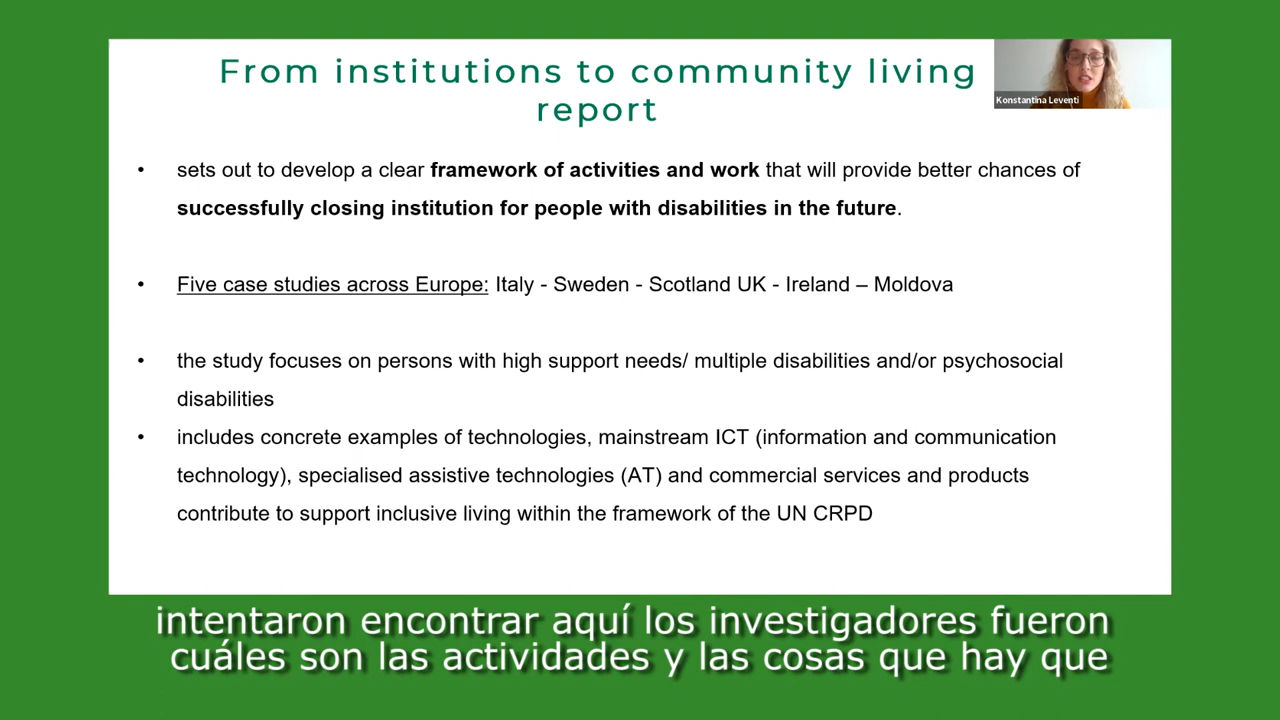 From institutions to community living
report
Konstantina Leventi
• sets out to develop a clear framework of activities and work that will provide better chances of
successfully closing institution for people with disabilities in the future.
• Five case studies across Europe: Italy - Sweden - Scotland UK - Ireland – Moldova
• the study focuses on persons with high support needs/ multiple disabilities and/or psychosocial
disabilities
• includes concrete examples of technologies, mainstream ICT (information and communication
technology), specialised assistive technologies (AT) and commercial services and products
contribute to support inclusive living within the framework of the UN CRPD
intentaron encontrar aquí los investigadores fueron
cuáles son las actividades y las cosas que hay que